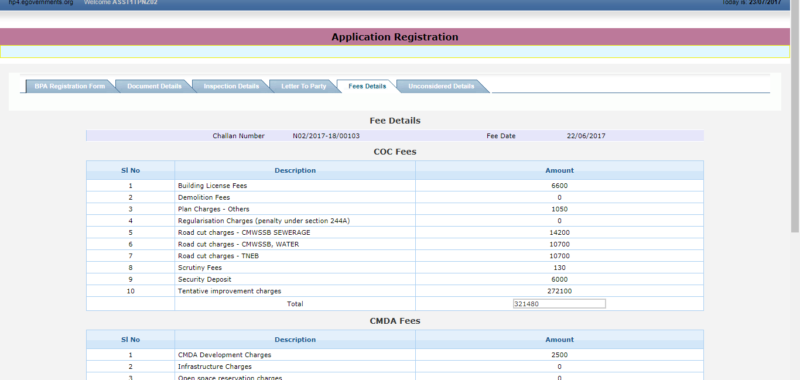 hp4.egovernments.org Welcome ASSTYTPNZ02 Today is: 23/07/2017
Application Registration
BPA Registration Form Document Details Inspection Details Letter To Party Fees Details Unconsidered Details
Fee Details
Challan Number N02/2017-18/00103 Fee Date 22/06/2017
COC Fees
Sl No Description Amount
1 Building License Fees 6600
2 Demolition Fees 0
3 Plan Charges - Others 1050
4 Regularisation Charges (penalty under section 244A) 0
5 Road cut charges - CMWSSB SEWERAGE 14200
6 Road cut charges - CMWSSB, WATER 10700
7 Road cut charges - TNEB 10700
8 Scrutiny Fees 130
9 Security Deposit 6000
10 Tentative improvement charges 272100
Total 321480
CMDA Fees
Sl No Description Amount
1 CMDA Development Charges 2500
2 Infrastructure Charges 0
3 Open space reservation charges 0